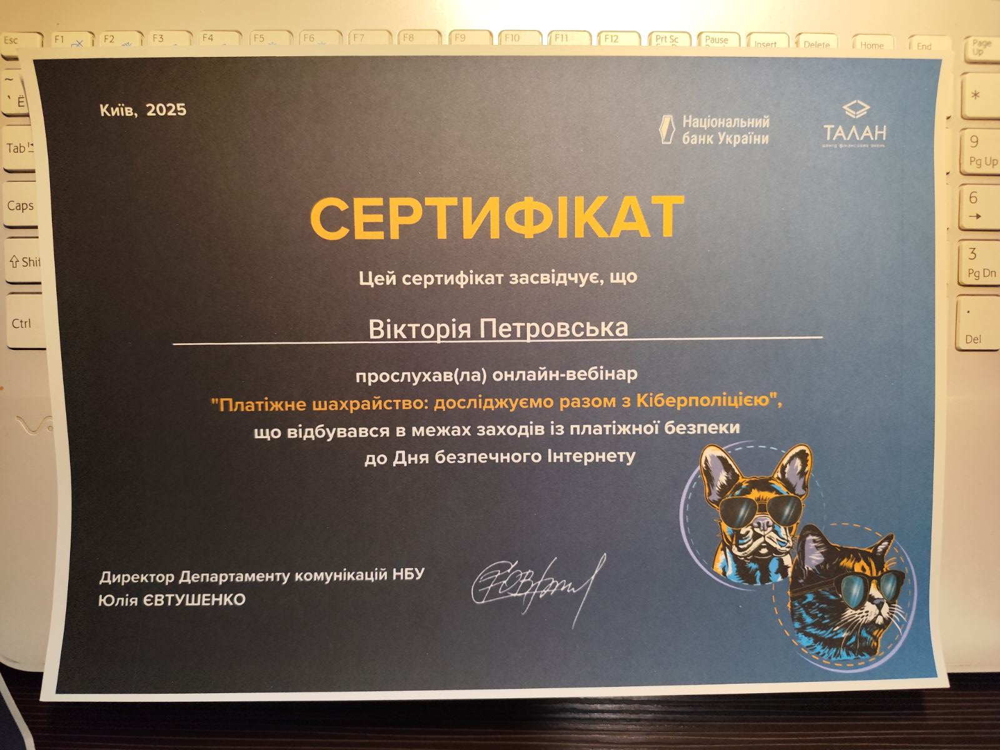 Esc F1 F2 F3 F4 F5 F6 F7 F8 F9 F10 F11 F12 Prt Sc Pause Insert Delete Home End Page Up
~ ` Ё
*
Tab
9 Pg Up
Caps
6
Shif
3 Pg Dn
Ctrl
. Del
Київ, 2025
Національний
банк України
ТАЛАН
центр фінансових знань
СЕРТИФІКАТ
Цей сертифікат засвідчує, що
Вікторія Петровська
прослухав(ла) онлайн-вебінар
"Платіжне шахрайство: досліджуємо разом з Кіберполіцією",
що відбувався в межах заходів із платіжної безпеки
до Дня безпечного Інтернету
Директор Департаменту комунікацій НБУ
Юлія ЄВТУШЕНКО